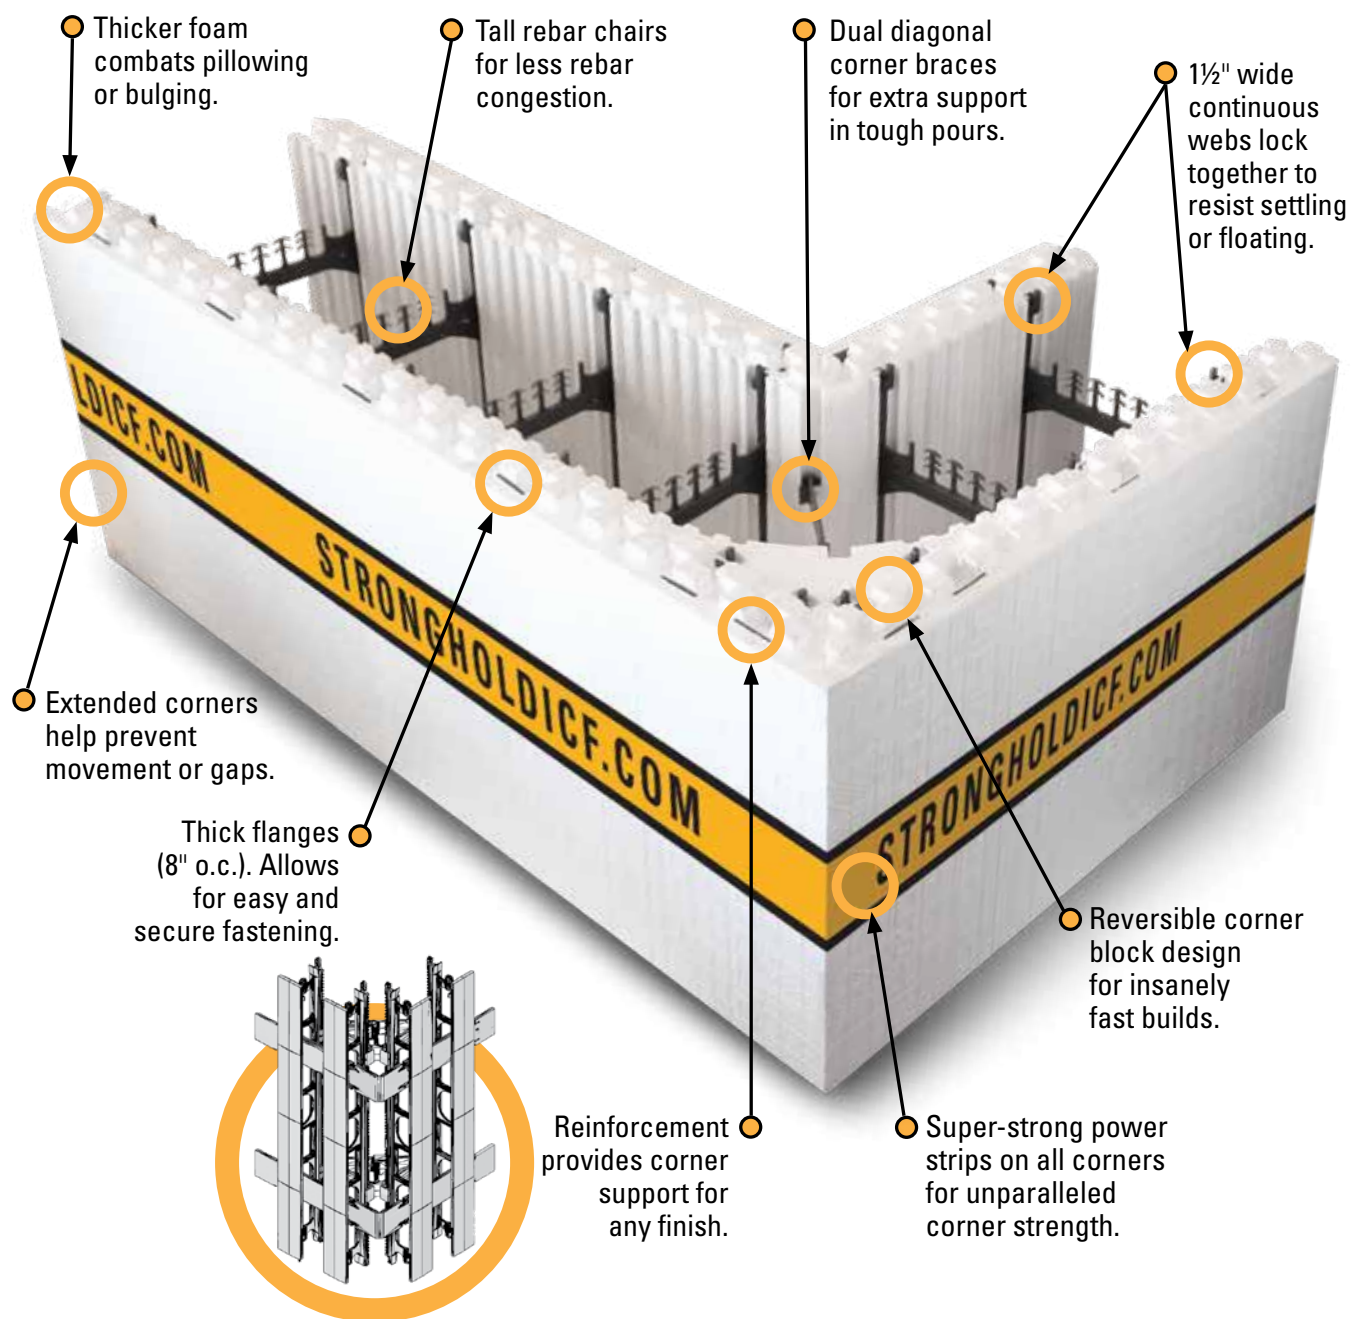 Thicker foam
combats pillowing
or bulging.
Tall rebar chairs
for less rebar
congestion.
Dual diagonal
corner braces
for extra support
in tough pours.
1½" wide
continuous
webs lock
together to
resist settling
or floating.
LDICF.COM
STRONGHOLDICF.COM
STRONGHOLDICF.COM
Extended corners
help prevent
movement or gaps.
Thick flanges
(8" o.c.). Allows
for easy and
secure fastening.
Reversible corner
block design
for insanely
fast builds.
Reinforcement
provides corner
support for
any finish.
Super-strong power
strips on all corners
for unparalleled
corner strength.